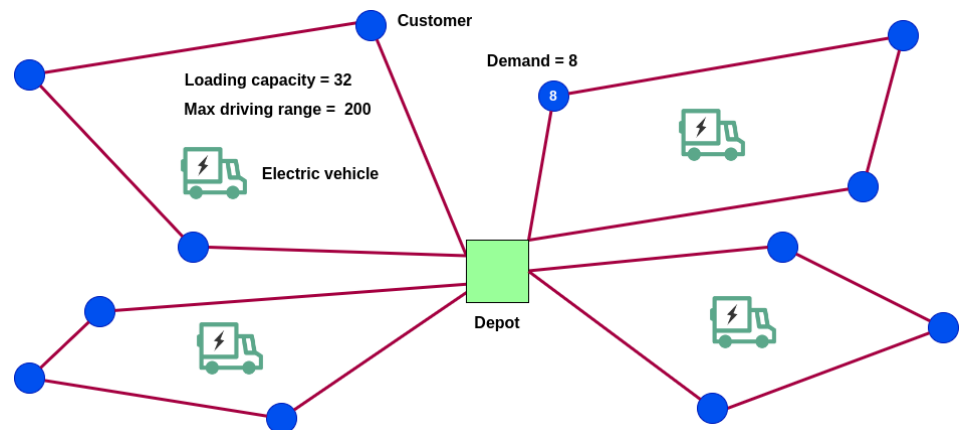 Customer
Demand = 8
Loading capacity = 32
8
Max driving range = 200
Electric vehicle
Depot